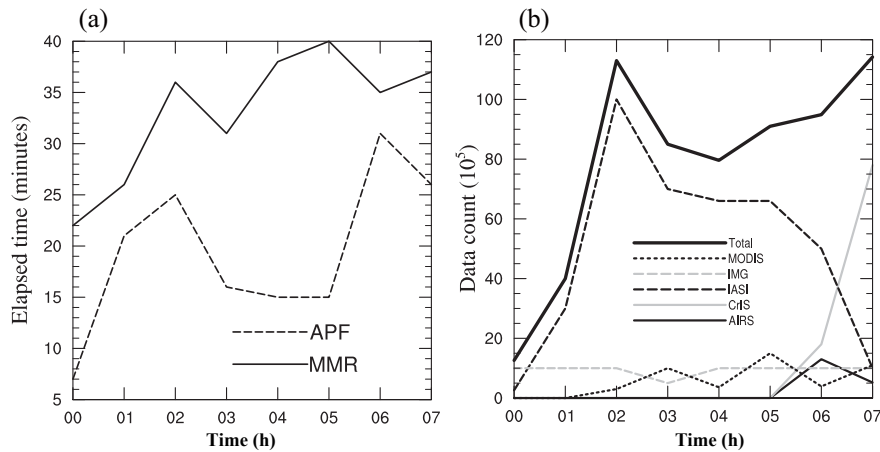 (a)
Elapsed time (minutes)
40
35
30
25
20
15
10
5
APF
MMR
00 01 02 03 04 05 06 07
Time (h)
(b)
Data count (10⁵)
120
100
80
60
40
20
0
Total
MODIS
IMG
IASI
CrIS
AIRS
00 01 02 03 04 05 06 07
Time (h)